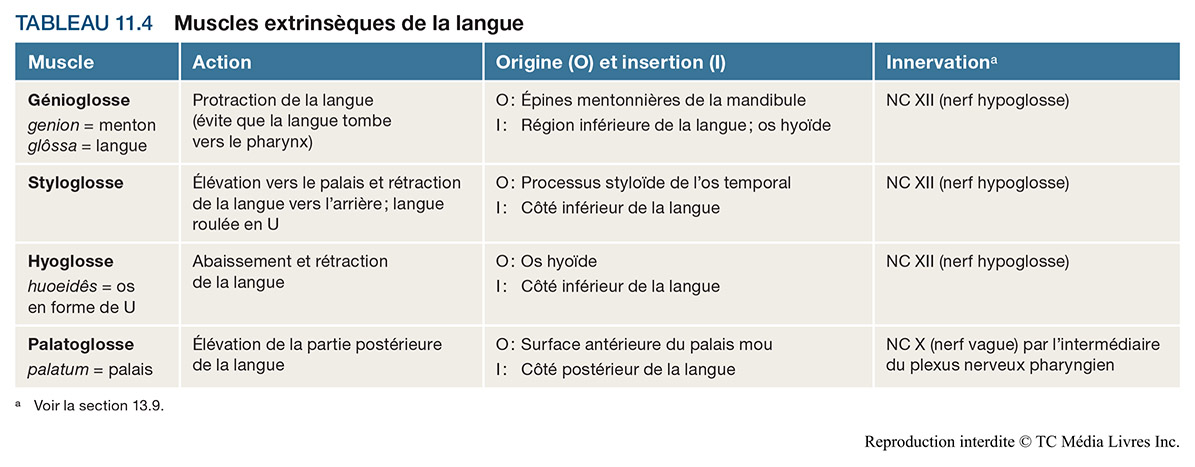 TABLEAU 11.4 Muscles extrinsèques de la langue
Muscle Action Origine (O) et insertion (I) Innervationᵃ
Génioglosse
genion = menton
glôssa = langue
Protraction de la langue
(évite que la langue tombe
vers le pharynx)
O : Épines mentonnières de la mandibule
I : Région inférieure de la langue ; os hyoïde
NC XII (nerf hypoglosse)
Styloglosse
Élévation vers le palais et rétraction
de la langue vers l’arrière ; langue
roulée en U
O : Processus styloïde de l’os temporal
I : Côté inférieur de la langue
NC XII (nerf hypoglosse)
Hyoglosse
huoeidês = os
en forme de U
Abaissement et rétraction
de la langue
O : Os hyoïde
I : Côté inférieur de la langue
NC XII (nerf hypoglosse)
Palatoglosse
palatum = palais
Élévation de la partie postérieure
de la langue
O : Surface antérieure du palais mou
I : Côté postérieur de la langue
NC X (nerf vague) par l’intermédiaire
du plexus nerveux pharyngien
ᵃ Voir la section 13.9.
Reproduction interdite © TC Média Livres Inc.